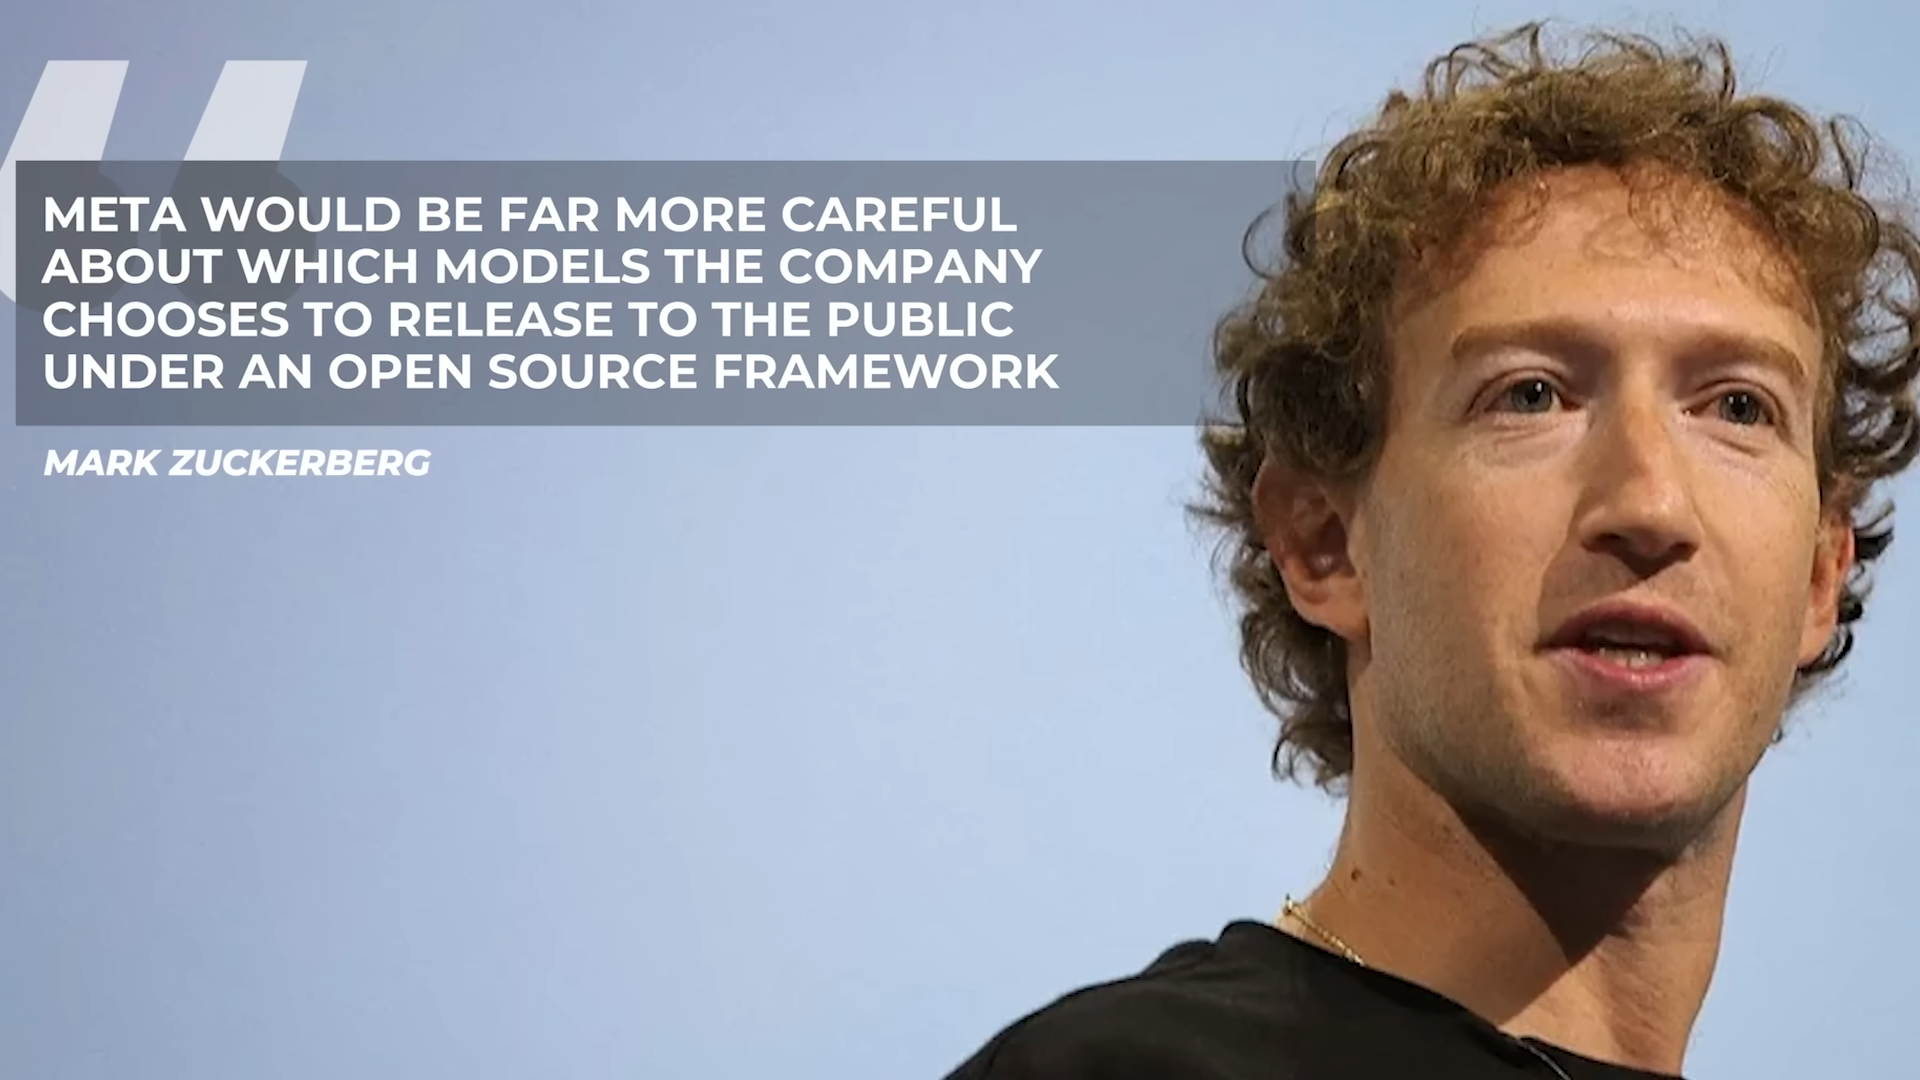 META WOULD BE FAR MORE CAREFUL
ABOUT WHICH MODELS THE COMPANY
CHOOSES TO RELEASE TO THE PUBLIC
UNDER AN OPEN SOURCE FRAMEWORK
MARK ZUCKERBERG